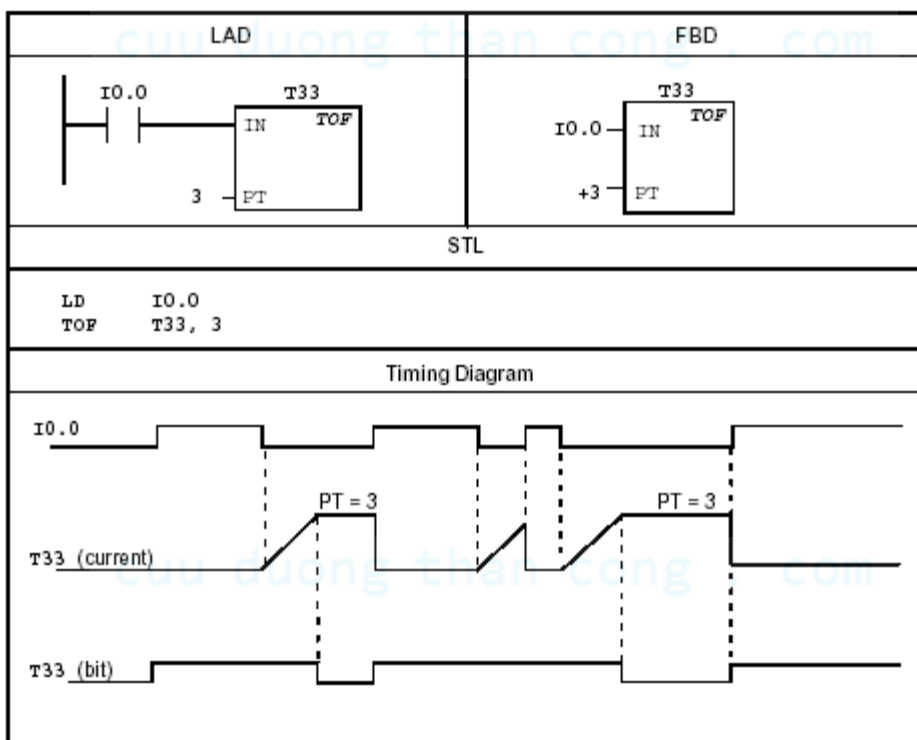 cuu duong than cong . com
LAD
FBD
I0.0
T33
IN TOF
3 PT
T33
TOF
I0.0 IN
+3 PT
STL
LD I0.0
TOF T33, 3
Timing Diagram
I0.0
PT = 3
PT = 3
T33 (current)
cuu duong than cong . com
T33 (bit)